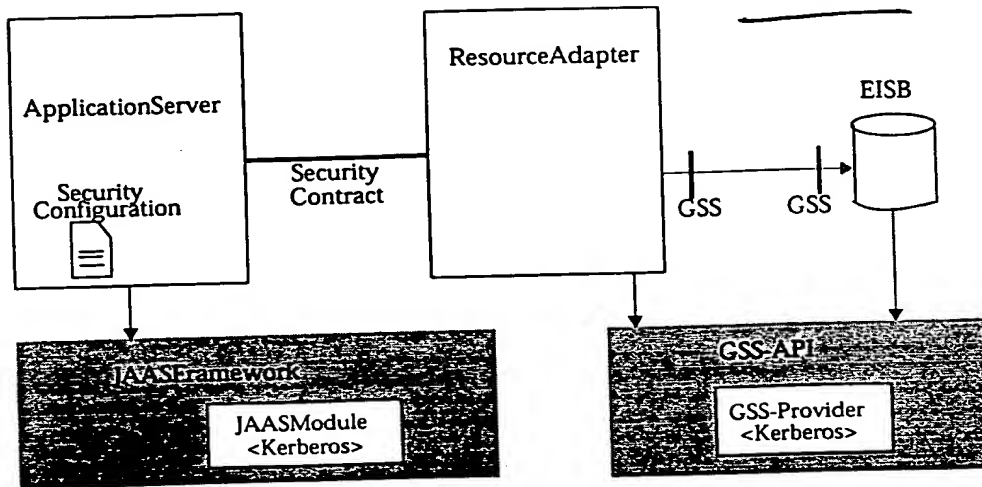 ApplicationServer
Security
Configuration
Security
Contract
ResourceAdapter
GSS
GSS
EISB
JAASFramework
JAASModule
<Kerberos>
GSS-API
GSS-Provider
<Kerberos>